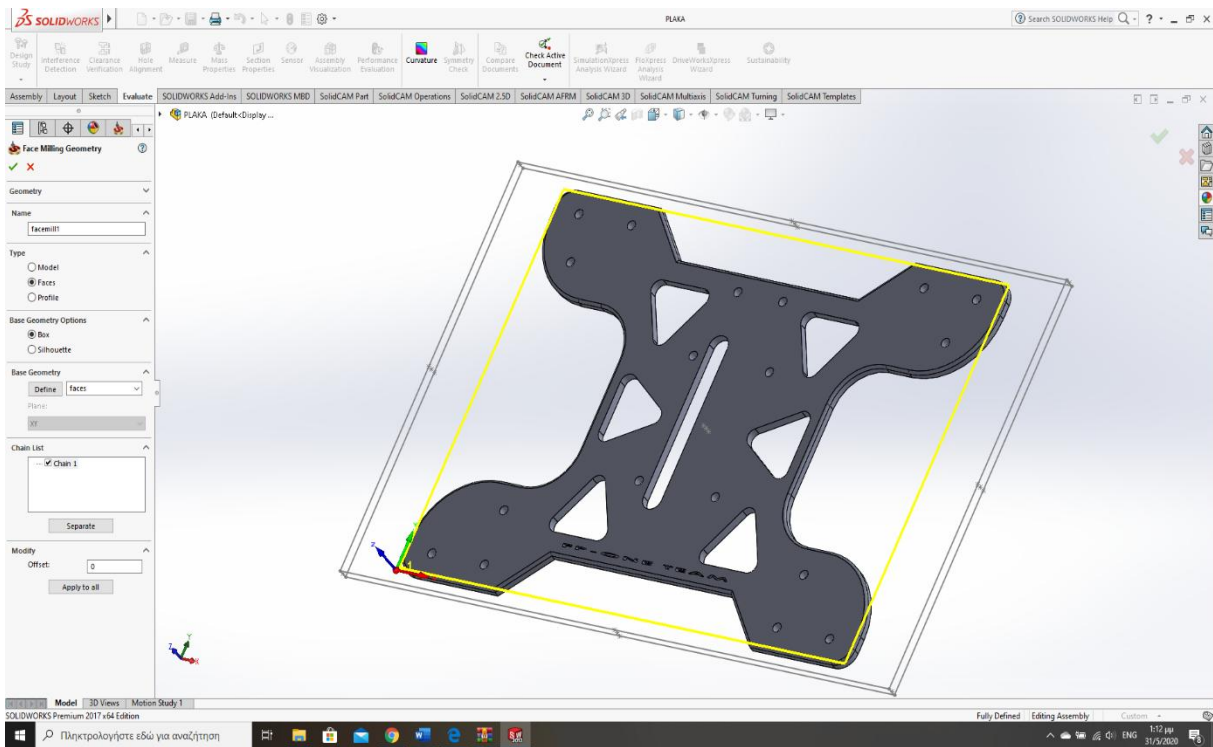 SOLIDWORKS
PLAKA
Search SOLIDWORKS Help
Design Study
Interference Detection
Clearance Verification
Hole Alignment
Measure
Mass Properties
Section Properties
Sensor
Assembly Visualization
Performance Evaluation
Curvature
Symmetry Check
Compare Documents
Check Active Document
SimulationXpress Analysis Wizard
FloXpress Analysis Wizard
DriveWorksXpress Wizard
Sustainability
Assembly Layout Sketch Evaluate SOLIDWORKS Add-Ins SOLIDWORKS MBD SolidCAM Part SolidCAM Operations SolidCAM 2.5D SolidCAM AFRM SolidCAM 3D SolidCAM Multiaxis SolidCAM Turning SolidCAM Templates
PLAKA (Default<Display ...
Face Milling Geometry
Geometry
Name
facemill1
Type
Model
Faces
Profile
Base Geometry Options
Box
Silhouette
Base Geometry
Define faces
Plane:
XY
Chain List
Chain 1
Separate
Modify
Offset: 0
Apply to all
1
FF-ONE TEAM
Z Y X
Model 3D Views Motion Study 1
SOLIDWORKS Premium 2017 x64 Edition
Fully Defined Editing Assembly Custom
Πληκτρολογήστε εδώ για αναζήτηση
ENG
1:12 μμ
31/5/2020